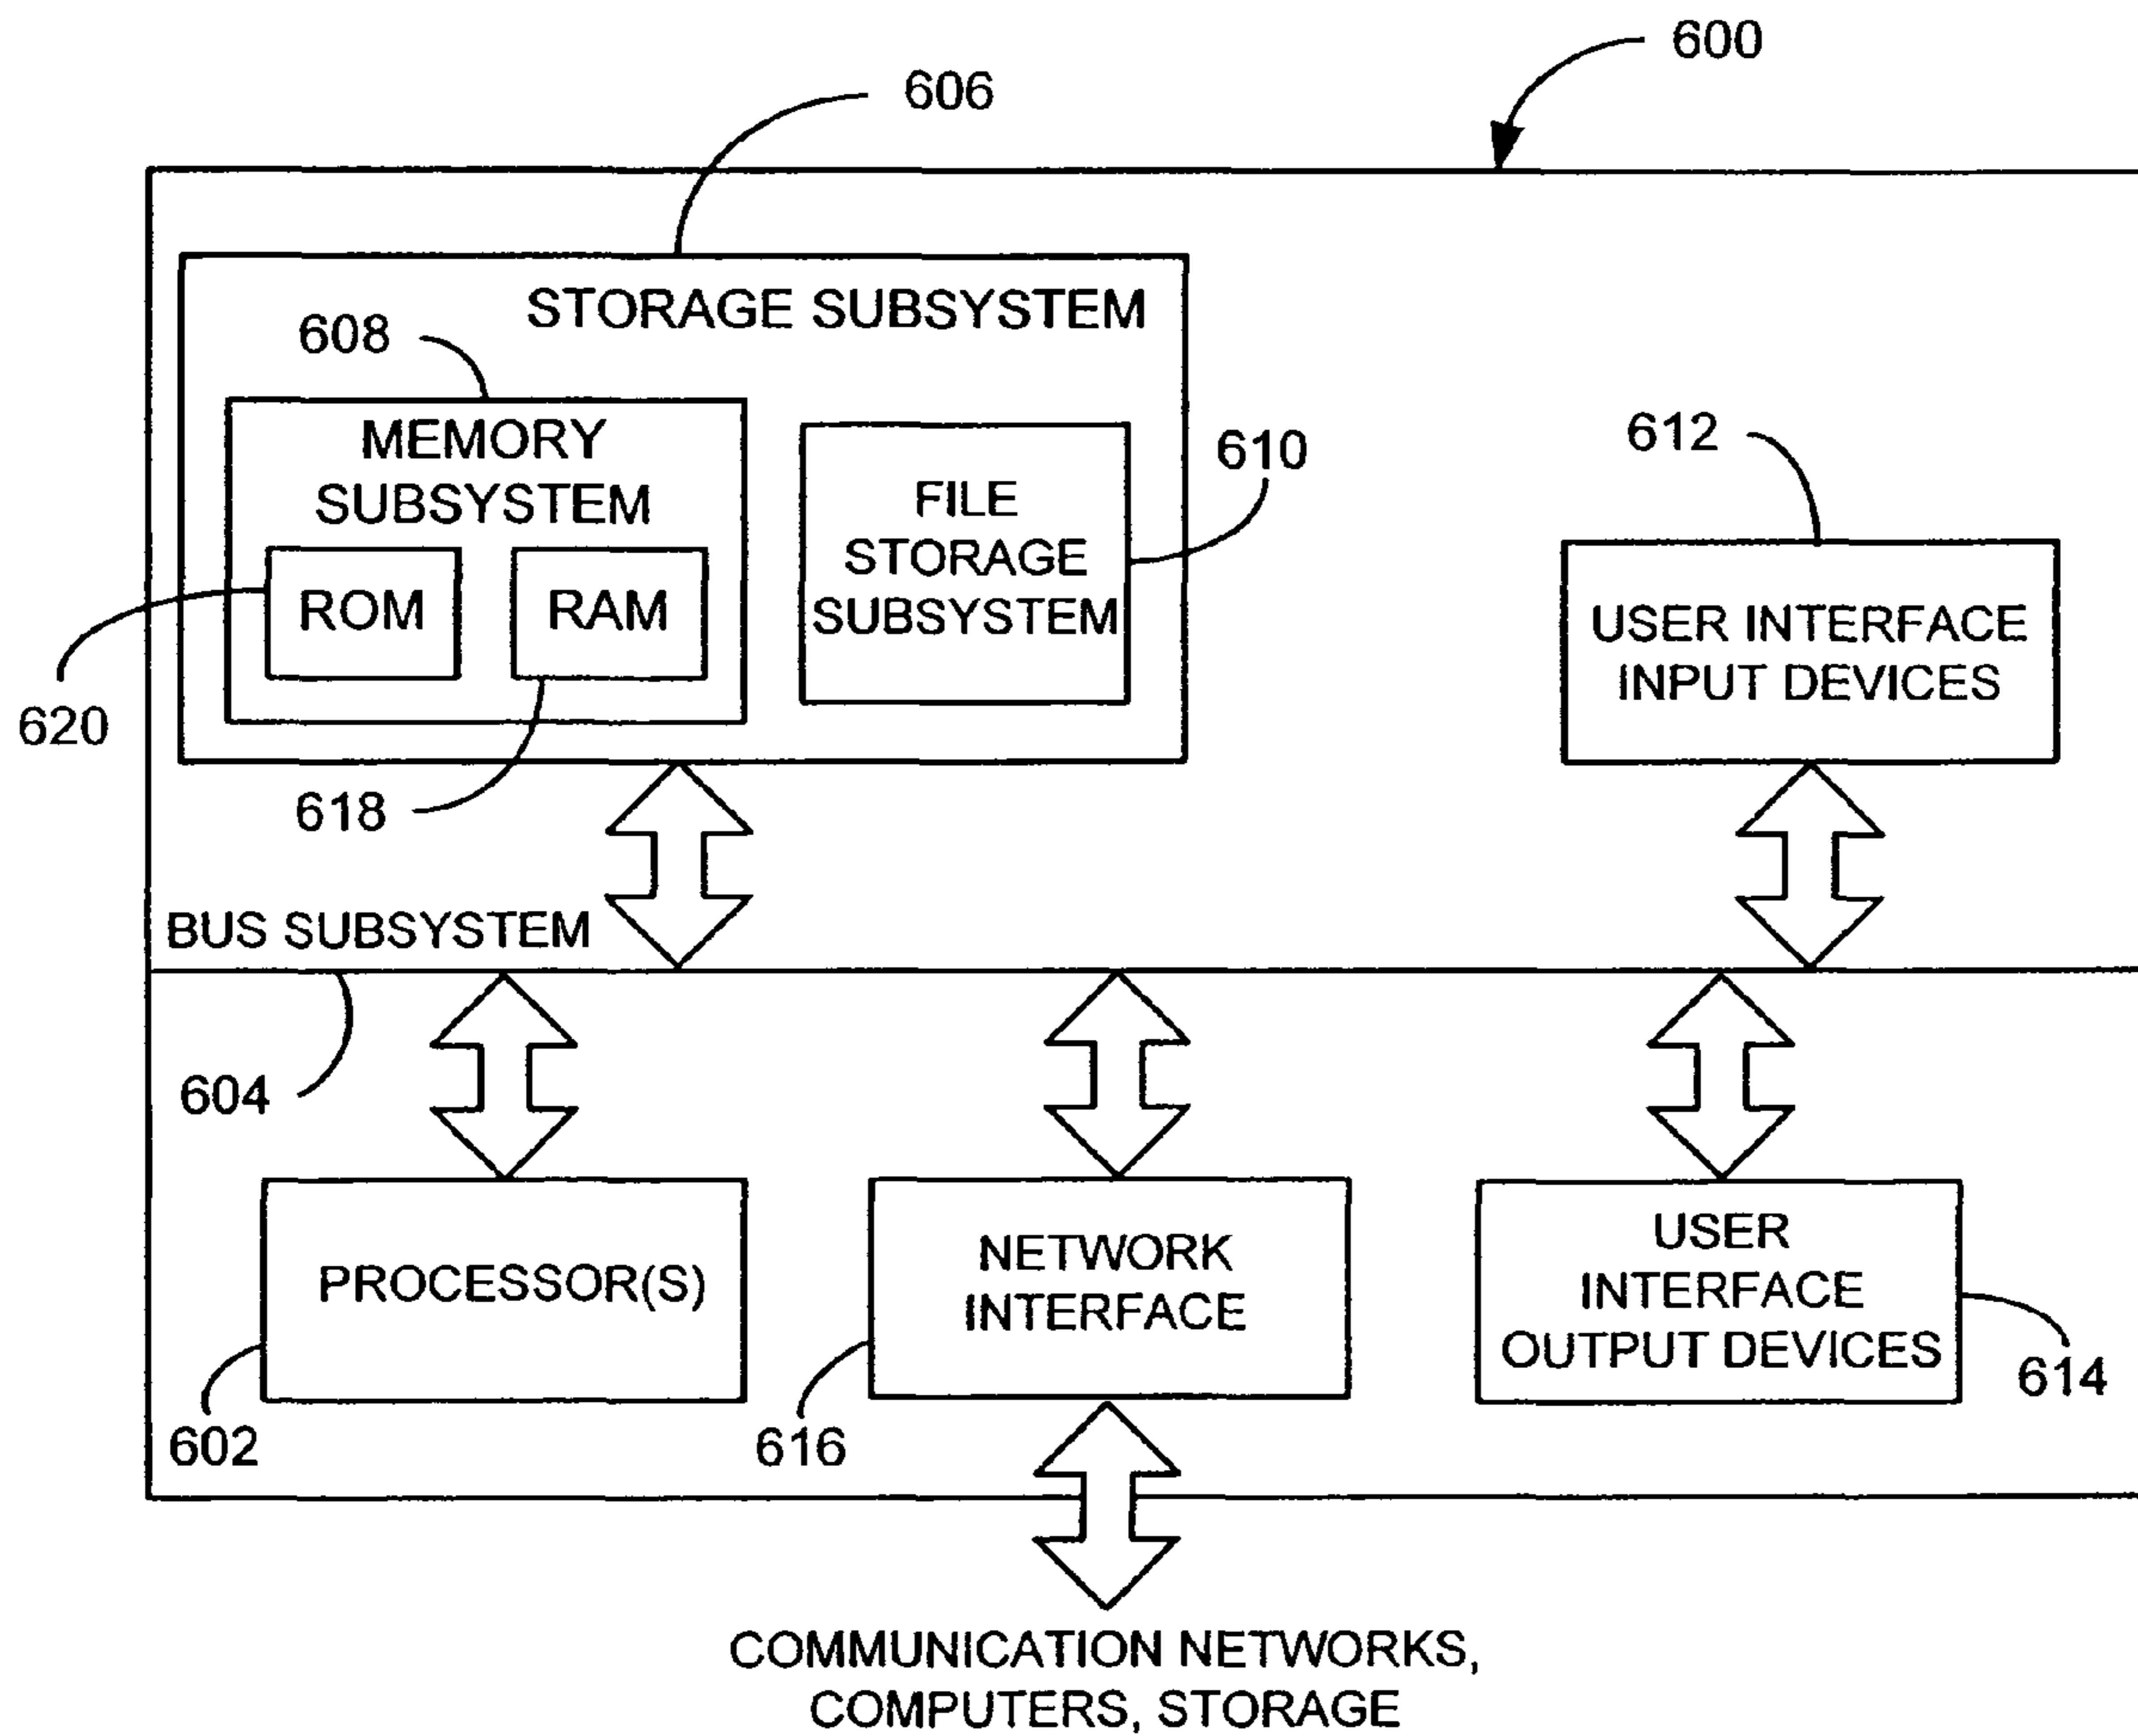 600
606
STORAGE SUBSYSTEM
608
MEMORY
SUBSYSTEM
ROM
RAM
FILE
STORAGE
SUBSYSTEM
610
612
USER INTERFACE
INPUT DEVICES
620
618
BUS SUBSYSTEM
604
PROCESSOR(S)
602
NETWORK
INTERFACE
616
USER
INTERFACE
OUTPUT DEVICES
614
COMMUNICATION NETWORKS,
COMPUTERS, STORAGE